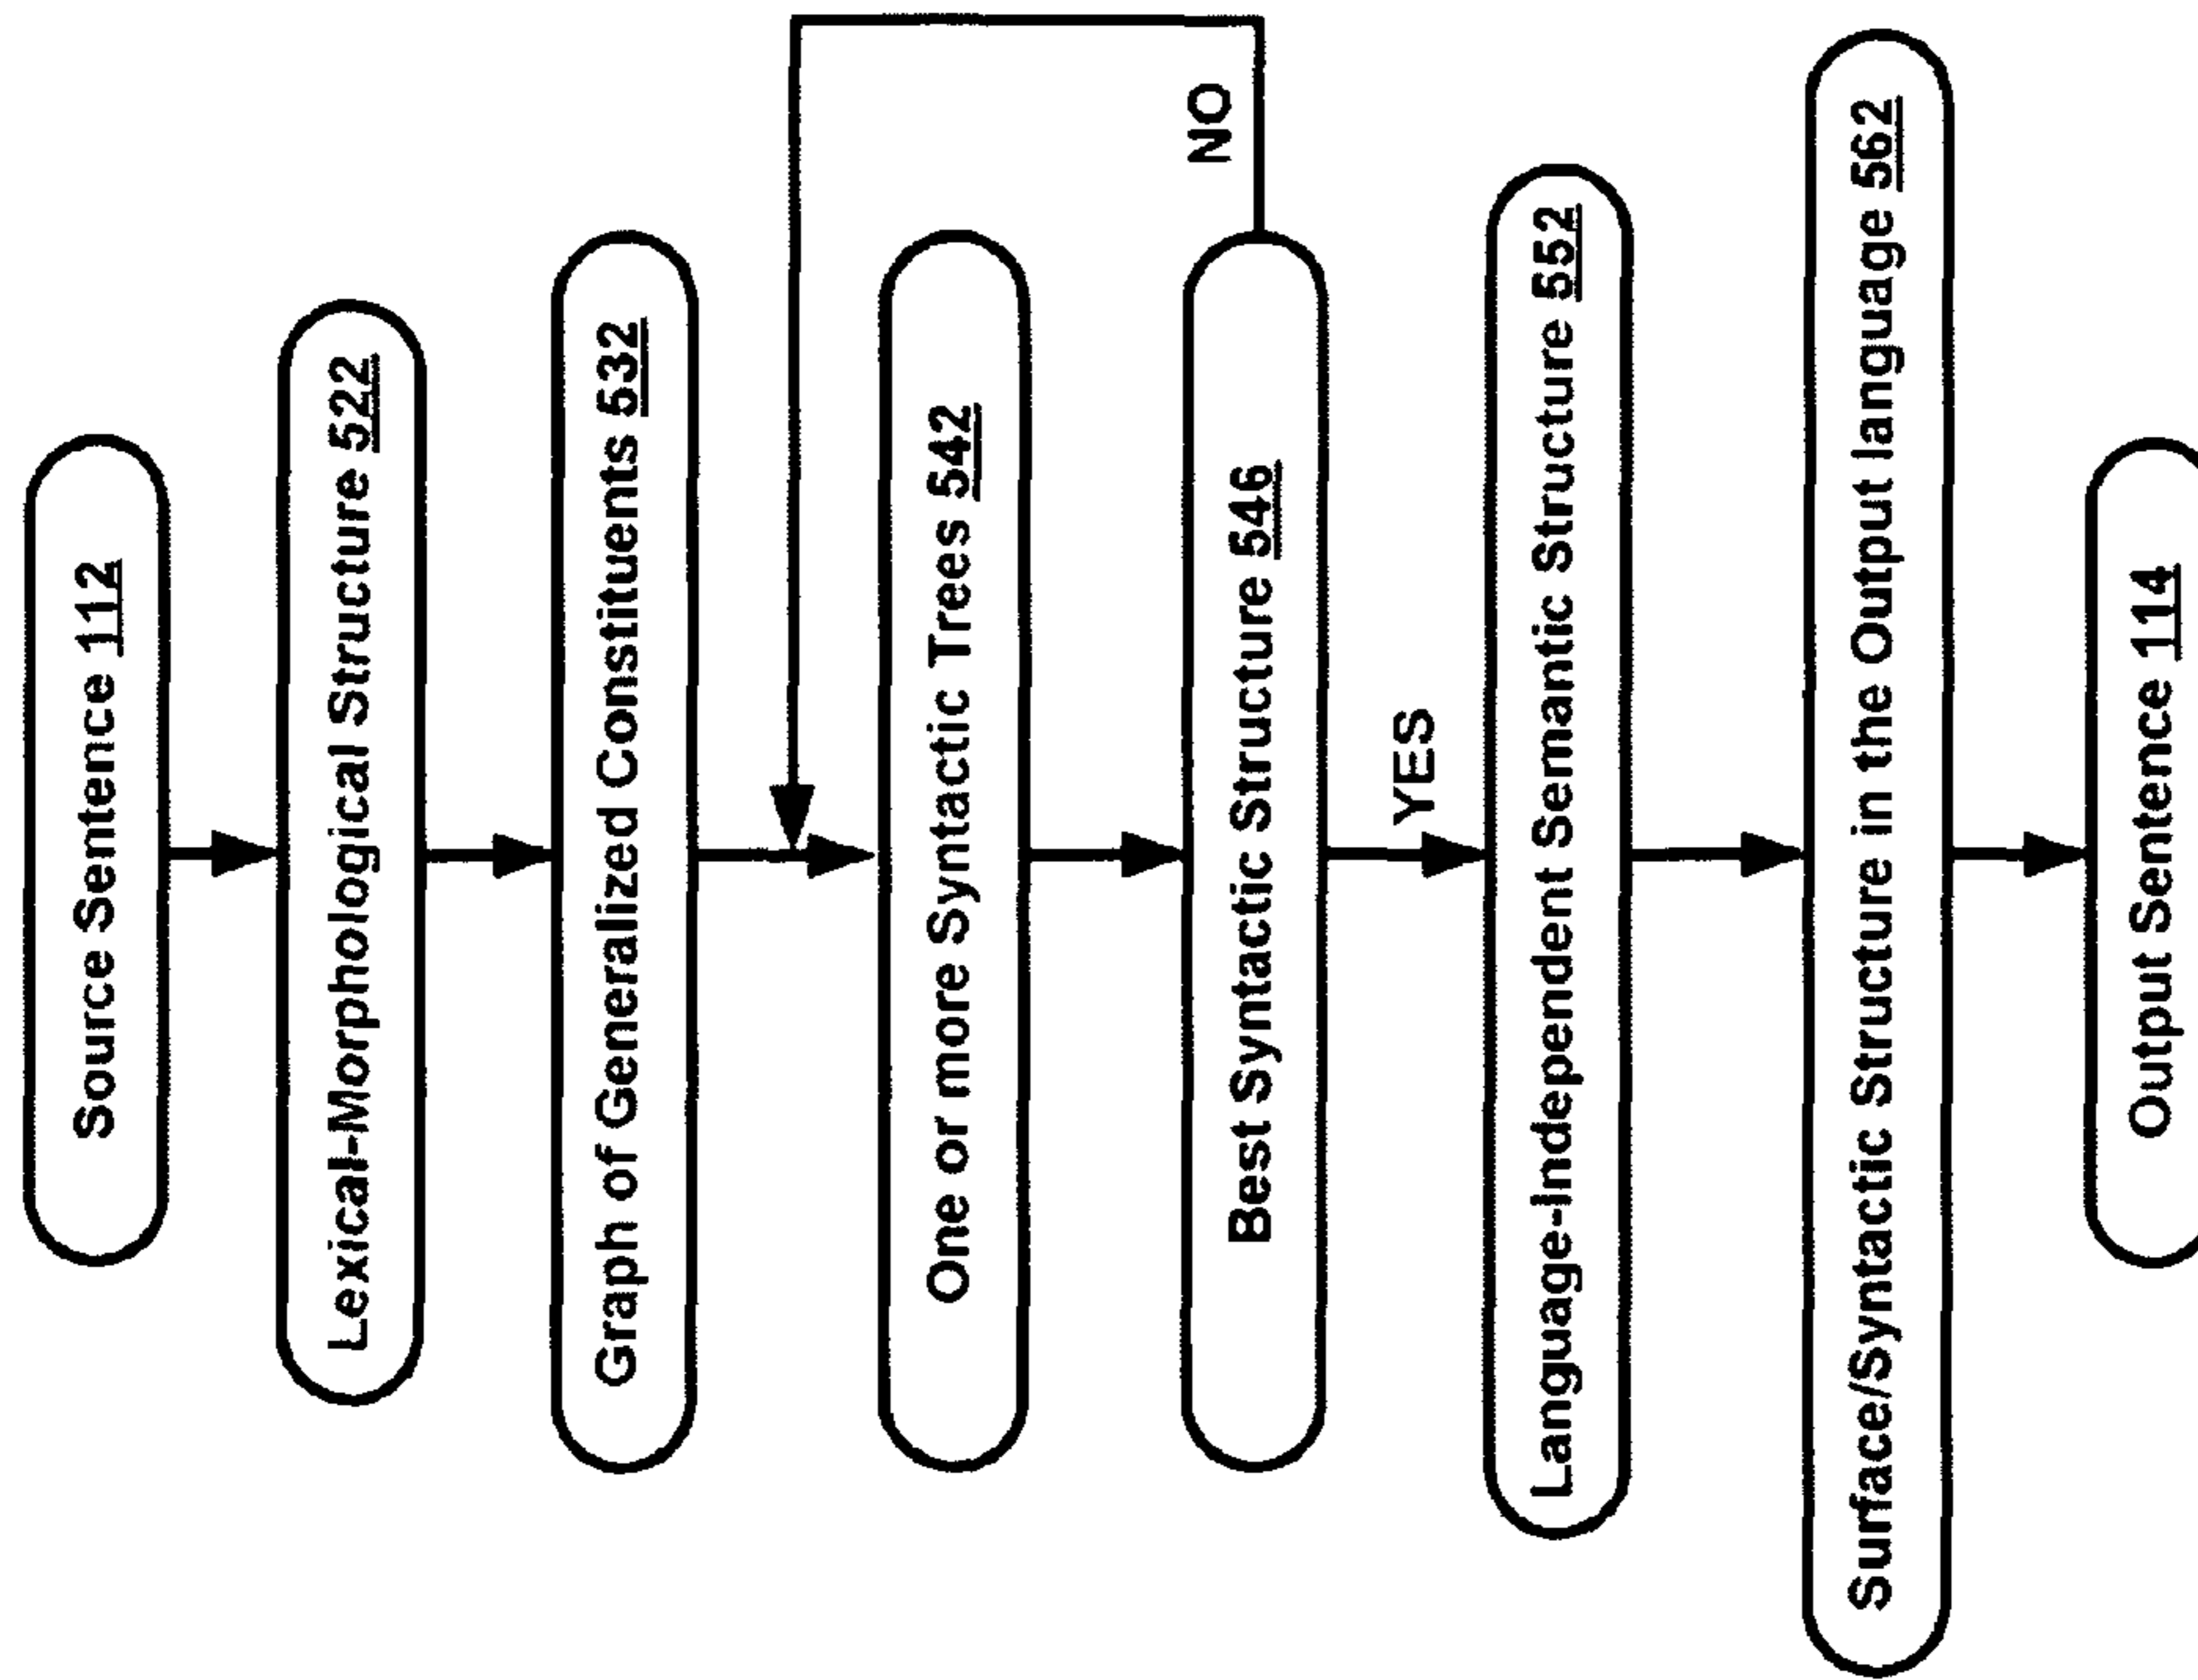 Source Sentence 112
Lexical-Morphological Structure 522
Graph of Generalized Constituents 532
One or more Syntactic Trees 542
Best Syntactic Structure 546
NO
YES
Language-Independent Semantic Structure 552
Surface/Syntactic Structure in the Output language 562
Output Sentence 114